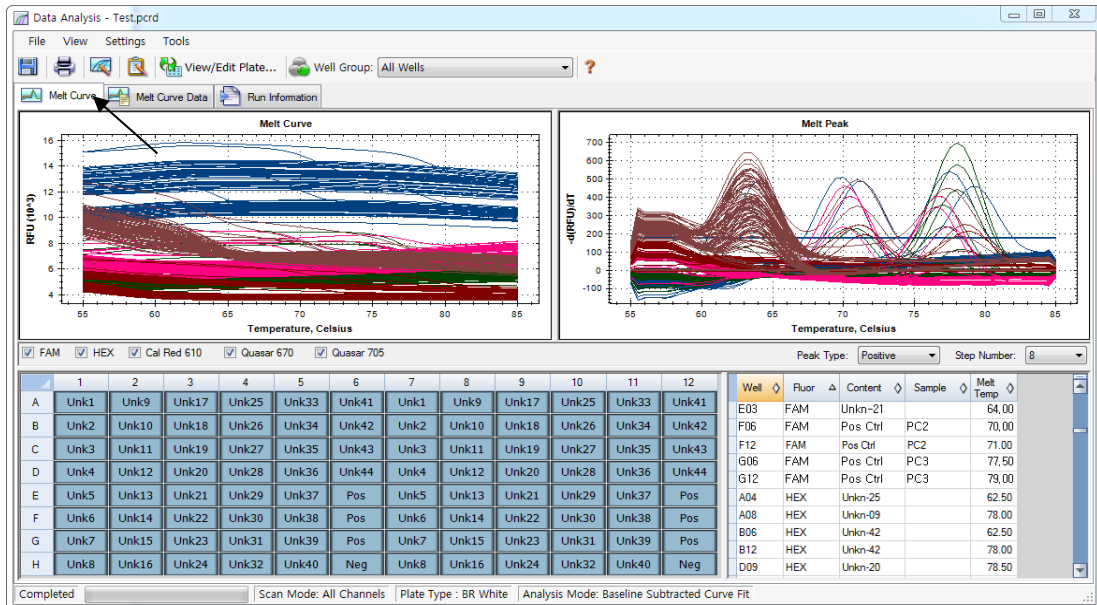 Data Analysis - Test.pcrd
File View Settings Tools
View/Edit Plate... Well Group: All Wells ?
Melt Curve Melt Curve Data Run Information
Melt Curve
16
14
12
10
8
6
4
RFU (10^3)
55 60 65 70 75 80 85
Temperature, Celsius
Melt Peak
700
600
500
400
300
200
100
0
-100
-d(RFU)/dT
55 60 65 70 75 80 85
Temperature, Celsius
FAM HEX Cal Red 610 Quasar 670 Quasar 705
Peak Type: Positive Step Number: 8
1 2 3 4 5 6 7 8 9 10 11 12
A Unk1 Unk9 Unk17 Unk25 Unk33 Unk41 Unk1 Unk9 Unk17 Unk25 Unk33 Unk41
B Unk2 Unk10 Unk18 Unk26 Unk34 Unk42 Unk2 Unk10 Unk18 Unk26 Unk34 Unk42
C Unk3 Unk11 Unk19 Unk27 Unk35 Unk43 Unk3 Unk11 Unk19 Unk27 Unk35 Unk43
D Unk4 Unk12 Unk20 Unk28 Unk36 Unk44 Unk4 Unk12 Unk20 Unk28 Unk36 Unk44
E Unk5 Unk13 Unk21 Unk29 Unk37 Pos Unk5 Unk13 Unk21 Unk29 Unk37 Pos
F Unk6 Unk14 Unk22 Unk30 Unk38 Pos Unk6 Unk14 Unk22 Unk30 Unk38 Pos
G Unk7 Unk15 Unk23 Unk31 Unk39 Pos Unk7 Unk15 Unk23 Unk31 Unk39 Pos
H Unk8 Unk16 Unk24 Unk32 Unk40 Neg Unk8 Unk16 Unk24 Unk32 Unk40 Neg
Well Fluor Content Sample Melt Temp
E03 FAM Unkn-21 64,00
F06 FAM Pos Ctrl PC2 70,00
F12 FAM Pos Ctrl PC2 71.00
G06 FAM Pos Ctrl PC3 77,50
G12 FAM Pos Ctrl PC3 79,00
A04 HEX Unkn-25 62.50
A08 HEX Unkn-09 78.00
B06 HEX Unkn-42 62.50
B12 HEX Unkn-42 78.00
D09 HEX Unkn-20 78.50
Completed Scan Mode: All Channels Plate Type : BR White Analysis Mode: Baseline Subtracted Curve Fit